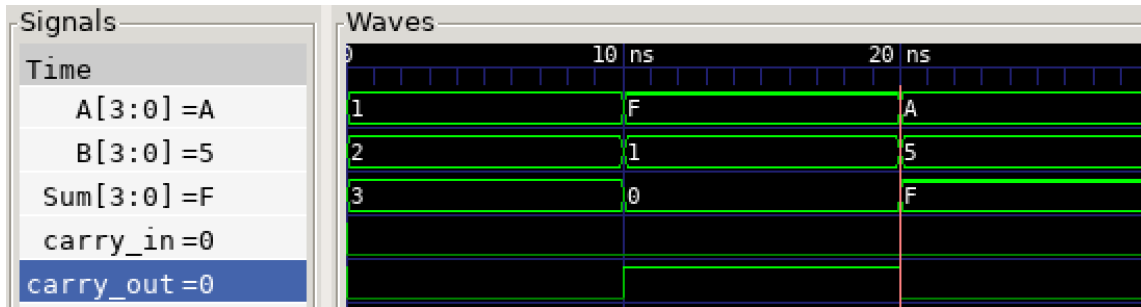 Signals
Waves
0 10 ns 20 ns
Time
A[3:0] =A 1 F A
B[3:0] =5 2 1 5
Sum[3:0] =F 3 0 F
carry_in =0
carry_out =0